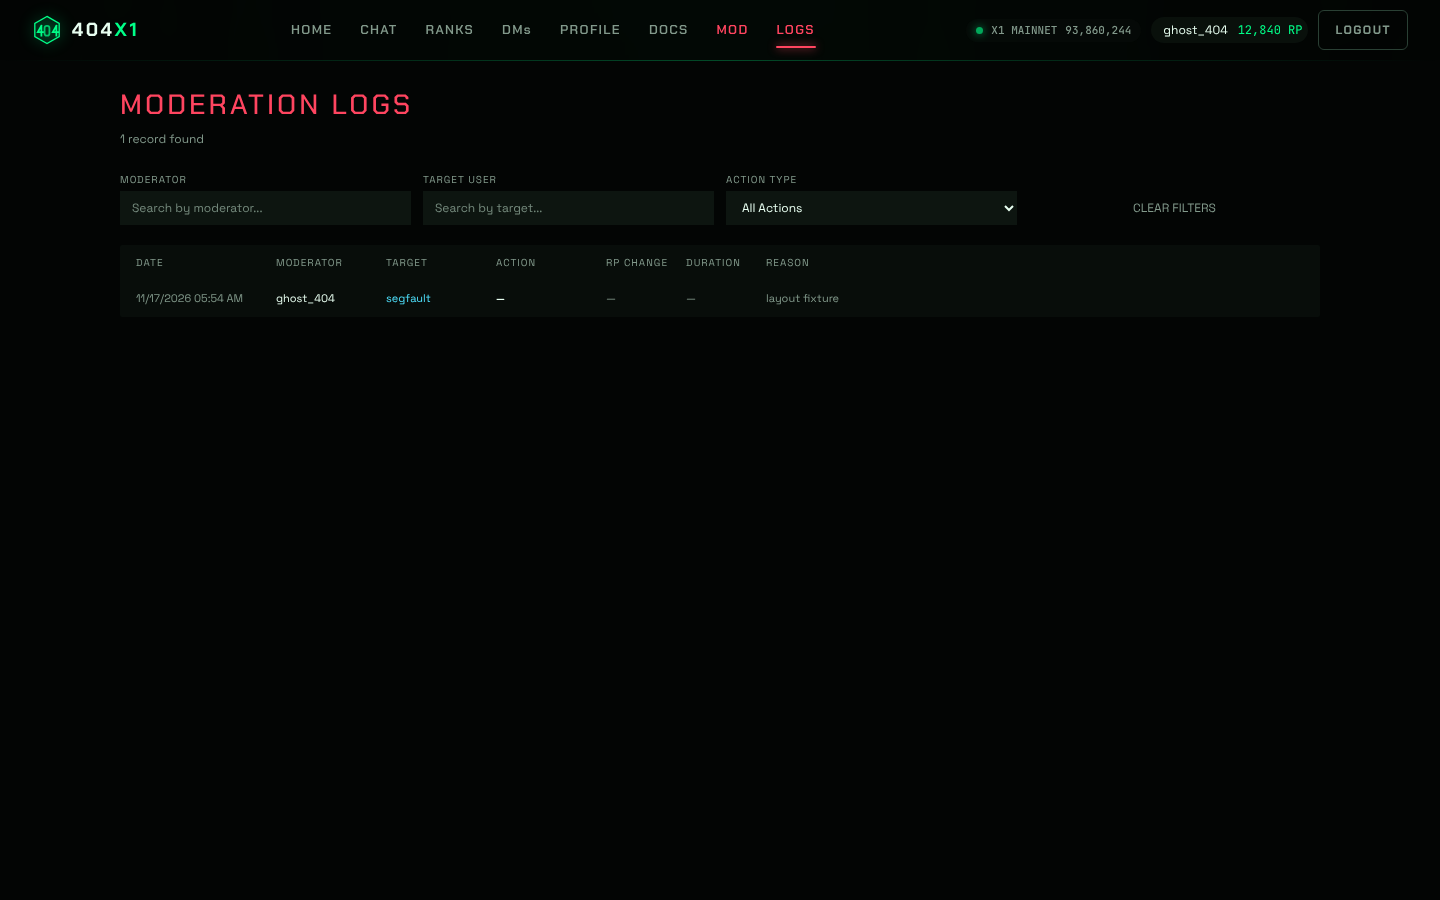 404 404X1 HOME CHAT RANKS DMs PROFILE DOCS MOD LOGS X1 MAINNET 93,860,244 ghost_404 12,840 RP LOGOUT
MODERATION LOGS
1 record found
MODERATOR TARGET USER ACTION TYPE
Search by moderator... Search by target... All Actions CLEAR FILTERS
DATE MODERATOR TARGET ACTION RP CHANGE DURATION REASON
11/17/2026 05:54 AM ghost_404 segfault — — — layout fixture